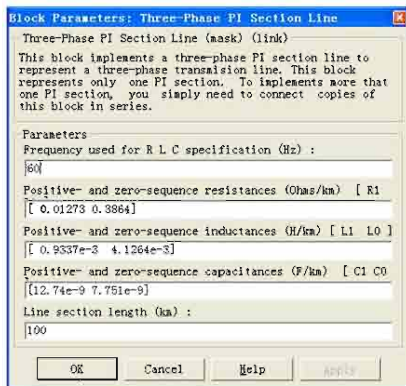 Block Parameters: Three-Phase PI Section Line
Three-Phase PI Section Line (mask) (link)
This block implements a three-phase PI section line to
represent a three-phase transmision line. This block
represents only one PI section. To implements more that
one PI section, you simply need to connect copies of
this block in series.
Parameters
Frequency used for R L C specification (Hz) :
60
Positive- and zero-sequence resistances (Ohms/km) [ R1
[ 0.01273 0.3864]
Positive- and zero-sequence inductances (H/km) [ L1 L0 ]
[ 0.9337e-3 4.1264e-3]
Positive- and zero-sequence capacitances (F/km) [ C1 C0
[12.74e-9 7.751e-9]
Line section length (km) :
100
OK Cancel Help Apply